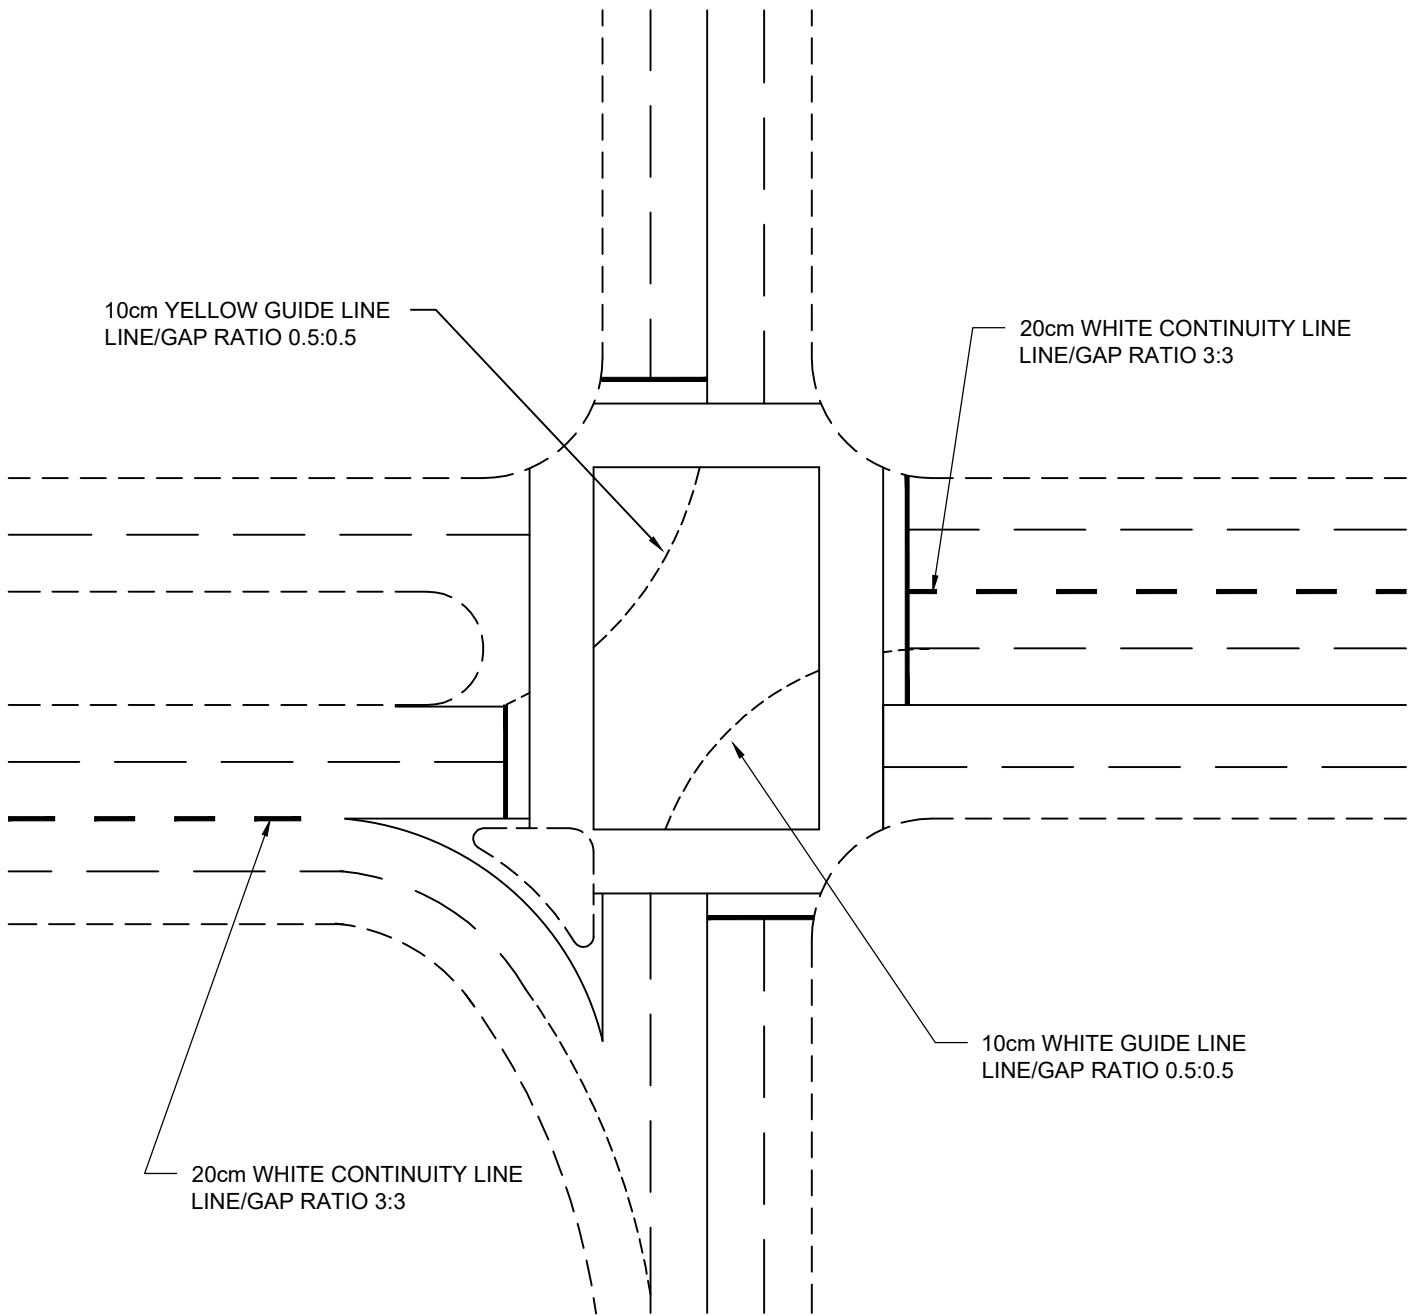 10cm YELLOW GUIDE LINE
LINE/GAP RATIO 0.5:0.5
20cm WHITE CONTINUITY LINE
LINE/GAP RATIO 3:3
10cm WHITE GUIDE LINE
LINE/GAP RATIO 0.5:0.5
20cm WHITE CONTINUITY LINE
LINE/GAP RATIO 3:3